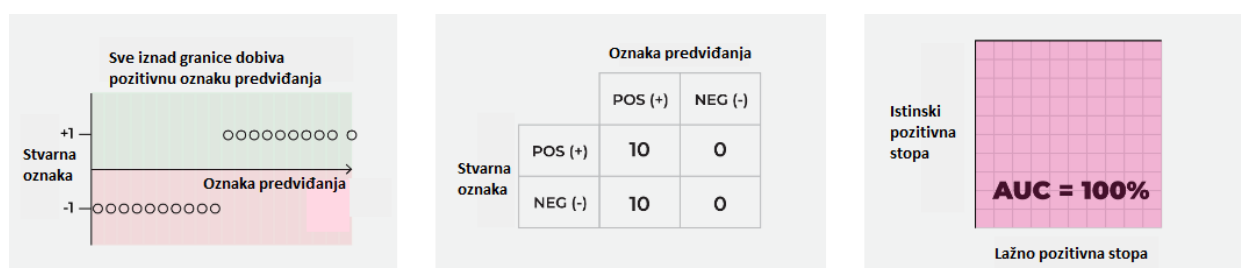 Sve iznad granice dobiva
pozitivnu oznaku predviđanja
+1
Stvarna
oznaka
Oznaka predviđanja
-1
Oznaka predviđanja
POS (+) NEG (-)
Stvarna
oznaka
POS (+) 10 0
NEG (-) 10 0
Istinski
pozitivna
stopa
AUC = 100%
Lažno pozitivna stopa